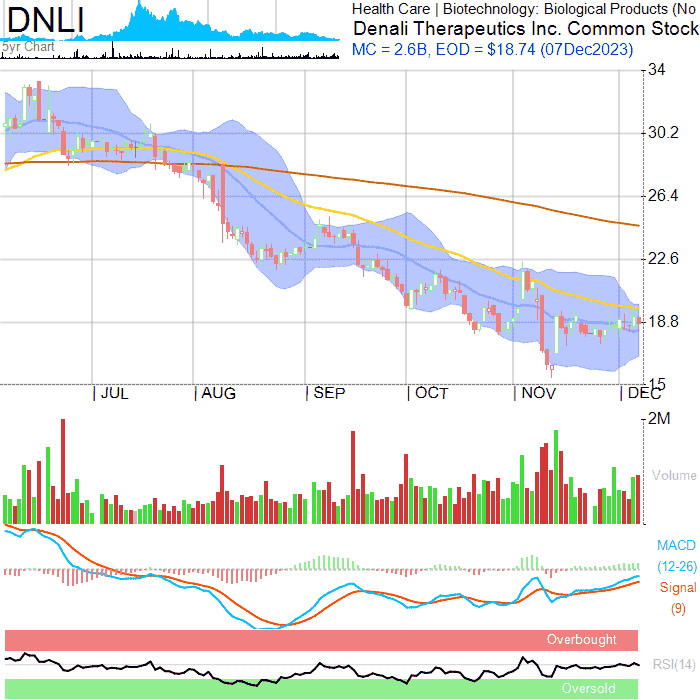 DNLI
5yr Chart
Health Care | Biotechnology: Biological Products (No
Denali Therapeutics Inc. Common Stock
MC = 2.6B, EOD = $18.74 (07Dec2023)
34
30.2
26.4
22.6
18.8
15
JUL AUG SEP OCT NOV DEC
2M
Volume
MACD
(12-26)
Signal
(9)
Overbought
RSI(14)
Oversold